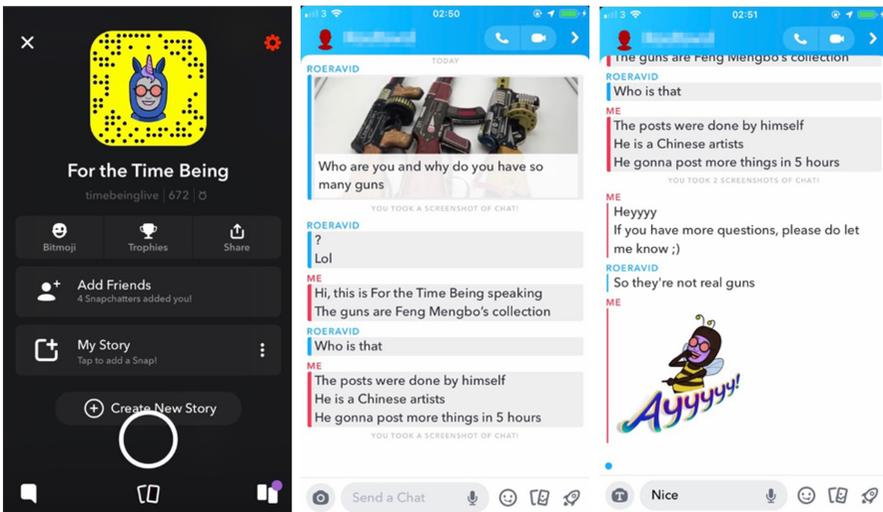 For the Time Being
timebeinglive | 672 |
Bitmoji
Trophies
Share
Add Friends
4 Snapchatters added you!
My Story
Tap to add a Snap!
Create New Story
3
02:50
TODAY
ROERAVID
Who are you and why do you have so
many guns
YOU TOOK A SCREENSHOT OF CHAT!
ROERAVID
?
Lol
ME
Hi, this is For the Time Being speaking
The guns are Feng Mengbo's collection
ROERAVID
Who is that
ME
The posts were done by himself
He is a Chinese artists
He gonna post more things in 5 hours
YOU TOOK A SCREENSHOT OF CHAT!
Send a Chat
3
02:51
The guns are Feng Mengbo's collection
ROERAVID
Who is that
ME
The posts were done by himself
He is a Chinese artists
He gonna post more things in 5 hours
YOU TOOK 2 SCREENSHOTS OF CHAT!
ME
Heyyyy
If you have more questions, please do let
me know ;)
ROERAVID
So they're not real guns
ME
Ayyyyy!
T
Nice